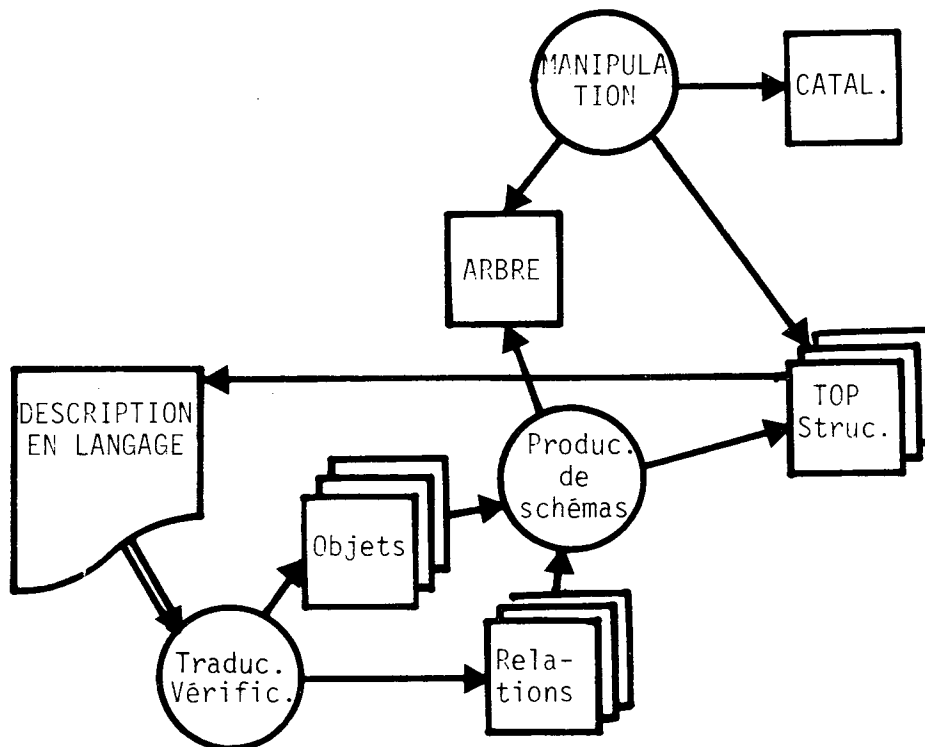 MANIPULA
TION
CATAL.
ARBRE
DESCRIPTION
EN LANGAGE
TOP
Struc.
Produc.
de
schémas
Objets
Traduc.
Vérific.
Rela-
tions